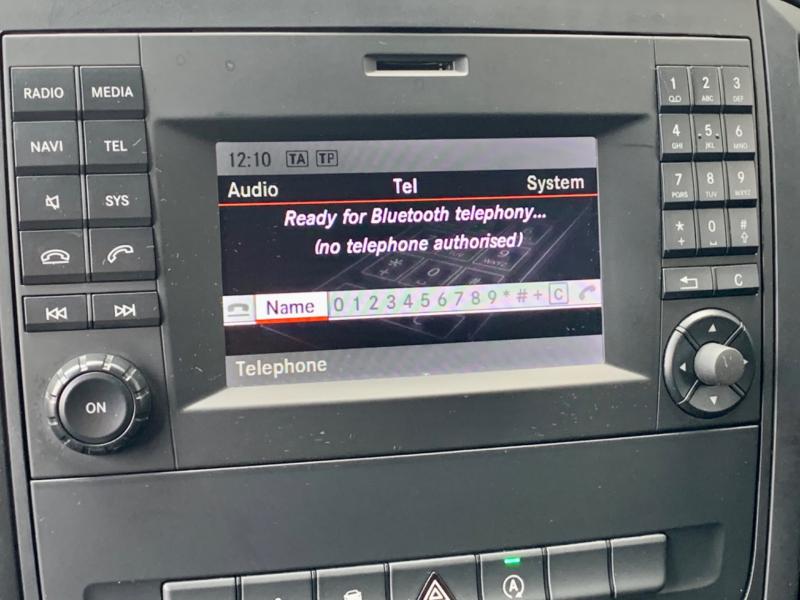 RADIO MEDIA
NAVI TEL
SYS
ON
12:10 TA TP
Audio Tel System
Ready for Bluetooth telephony...
(no telephone authorised)
Name 0 1 2 3 4 5 6 7 8 9 * # + C
Telephone
1 2 3
ABC DEF
4 5 6
GHI JKL MNO
7 8 9
PQRS TUV WXYZ
* 0 #
+
C
A